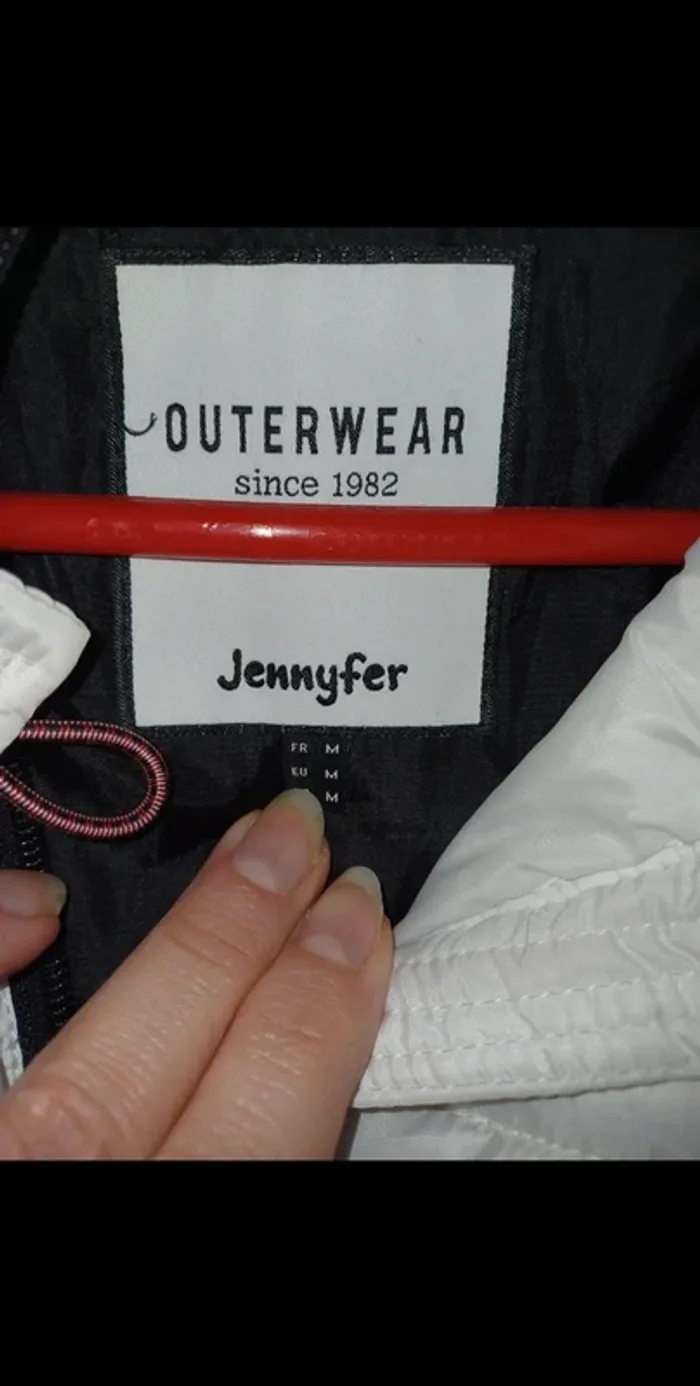 OUTERWEAR
since 1982
Jennyfer
FR M
EU M
M